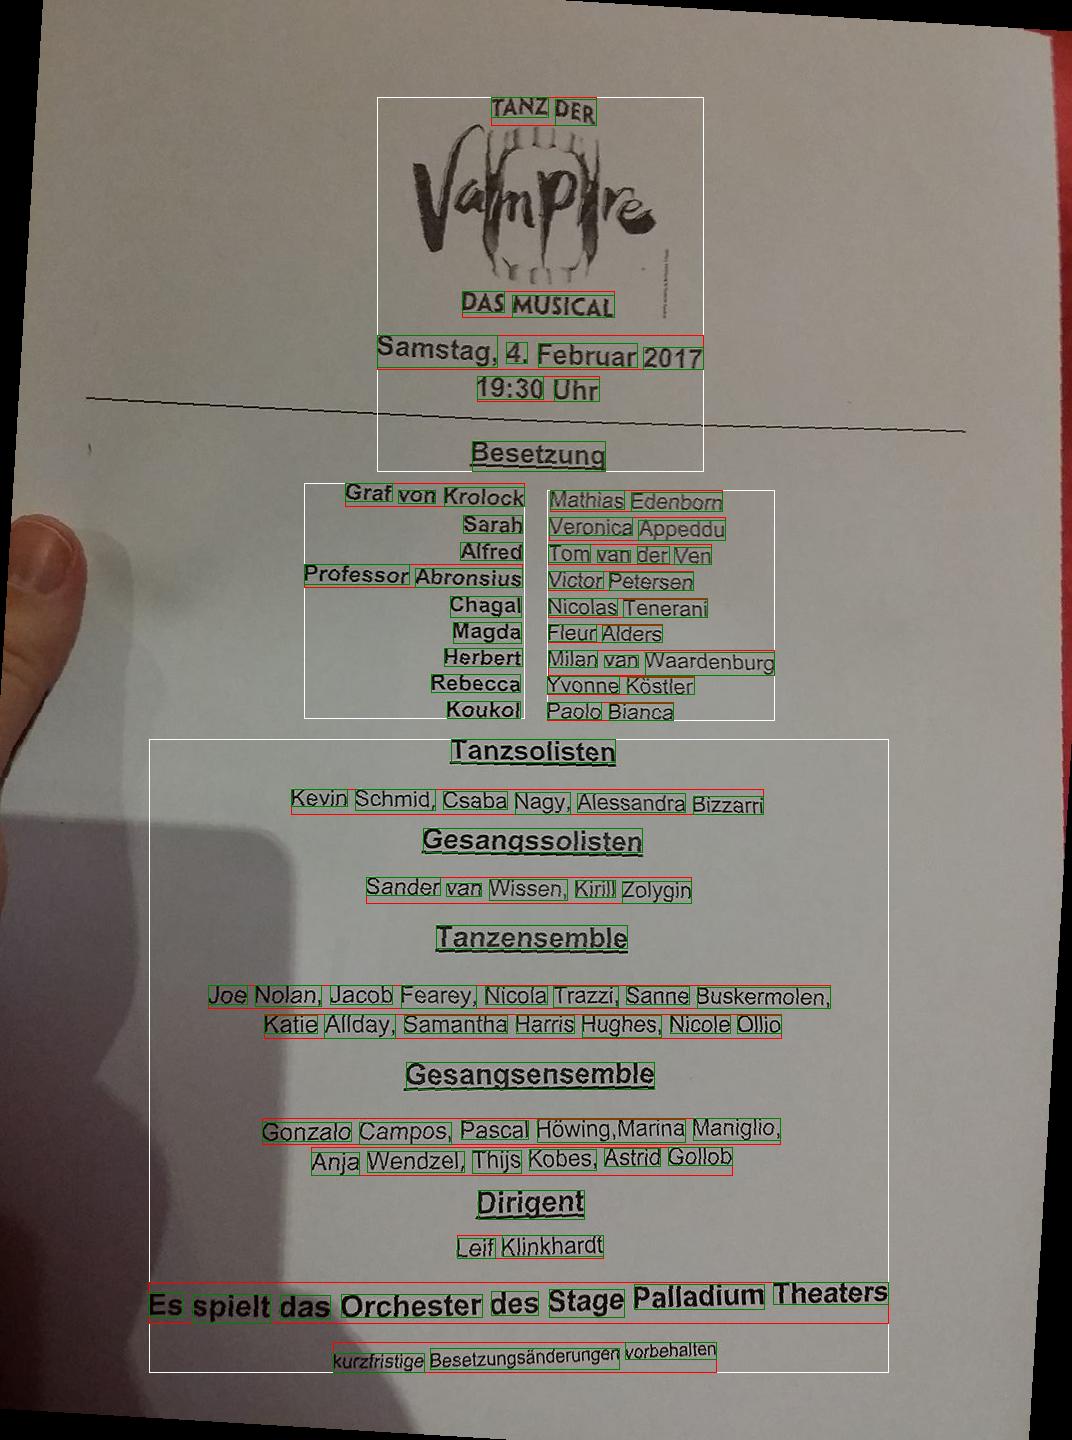 TANZ DER
Vampire
DAS MUSICAL
Samstag, 4. Februar 2017
19:30 Uhr
Besetzung
Graf von Krolock Mathias Edenborn
Sarah Veronica Appeddu
Alfred Tom van der Ven
Professor Abronsius Victor Petersen
Chagal Nicolas Tenerani
Magda Fleur Alders
Herbert Milan van Waardenburg
Rebecca Yvonne Köstler
Koukol Paolo Bianca
Tanzsolisten
Kevin Schmid, Csaba Nagy, Alessandra Bizzarri
Gesangssolisten
Sander van Wissen, Kirill Zolygin
Tanzensemble
Joe Nolan, Jacob Fearey, Nicola Trazzi, Sanne Buskermolen,
Katie Allday, Samantha Harris Hughes, Nicole Ollio
Gesangsensemble
Gonzalo Campos, Pascal Höwing,Marina Maniglio,
Anja Wendzel, Thijs Kobes, Astrid Gollob
Dirigent
Leif Klinkhardt
Es spielt das Orchester des Stage Palladium Theaters
kurzfristige Besetzungsänderungen vorbehalten